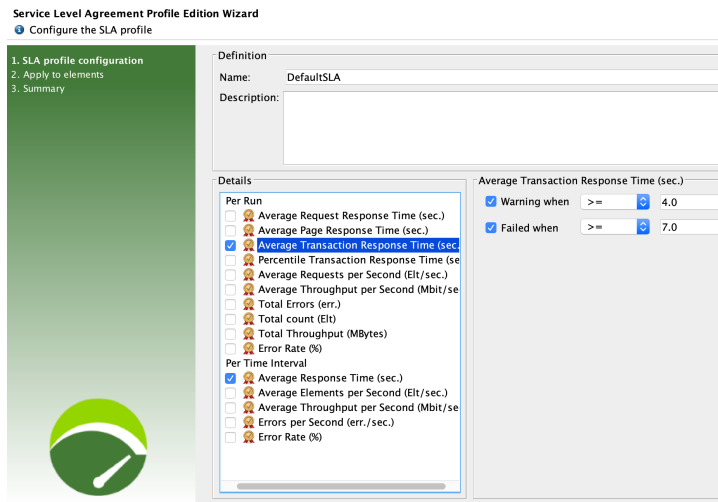 Service Level Agreement Profile Edition Wizard
Configure the SLA profile
1. SLA profile configuration
2. Apply to elements
3. Summary
Definition
Name: DefaultSLA
Description:
Details
Per Run
Average Request Response Time (sec.)
Average Page Response Time (sec.)
Average Transaction Response Time (sec.
Percentile Transaction Response Time (se
Average Requests per Second (Elt/sec.)
Average Throughput per Second (Mbit/se
Total Errors (err.)
Total count (Elt)
Total Throughput (MBytes)
Error Rate (%)
Per Time Interval
Average Response Time (sec.)
Average Elements per Second (Elt/sec.)
Average Throughput per Second (Mbit/se
Errors per Second (err./sec.)
Error Rate (%)
Average Transaction Response Time (sec.)
Warning when >= 4.0
Failed when >= 7.0